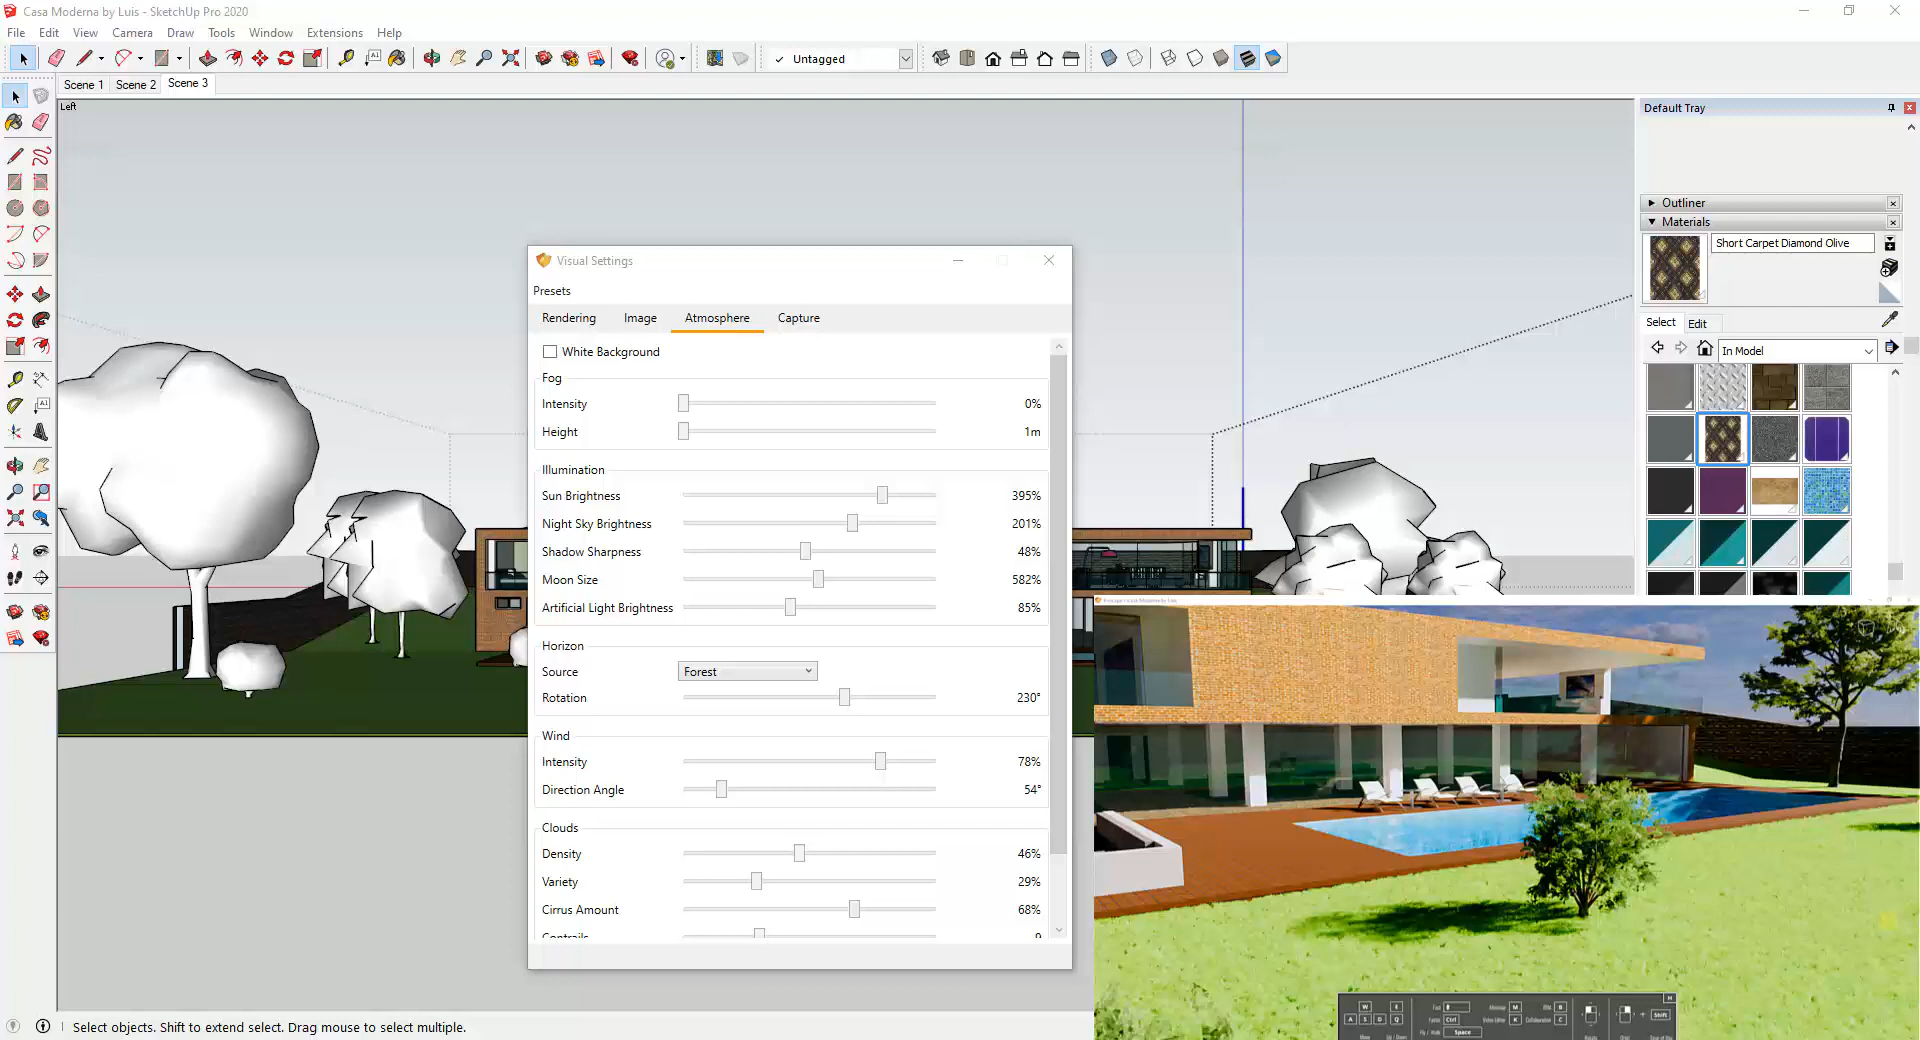 Casa Moderna by Luis - SketchUp Pro 2020
File Edit View Camera Draw Tools Window Extensions Help
Untagged
Scene 1 Scene 2 Scene 3
Left
Default Tray
Outliner
Materials
Short Carpet Diamond Olive
Select Edit
In Model
Visual Settings
Presets
Rendering Image Atmosphere Capture
White Background
Fog
Intensity 0%
Height 1m
Illumination
Sun Brightness 395%
Night Sky Brightness 201%
Shadow Sharpness 48%
Moon Size 582%
Artificial Light Brightness 85%
Horizon
Source Forest
Rotation 230°
Wind
Intensity 78%
Direction Angle 54°
Clouds
Density 46%
Variety 29%
Cirrus Amount 68%
Contrails 9
W E
A S D Q
Ctrl
Space
M
K
B
C
H
Shift
Select objects. Shift to extend select. Drag mouse to select multiple.